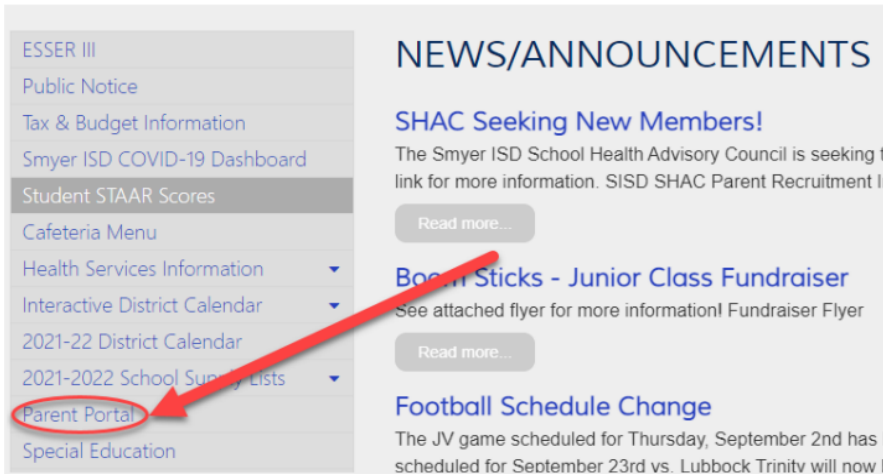 ESSER III
Public Notice
Tax & Budget Information
Smyer ISD COVID-19 Dashboard
Student STAAR Scores
Cafeteria Menu
Health Services Information
Interactive District Calendar
2021-22 District Calendar
2021-2022 School Supply Lists
Parent Portal
Special Education
NEWS/ANNOUNCEMENTS
SHAC Seeking New Members!
The Smyer ISD School Health Advisory Council is seeking
link for more information. SISD SHAC Parent Recruitment
Read more...
Boom Sticks - Junior Class Fundraiser
See attached flyer for more information! Fundraiser Flyer
Read more...
Football Schedule Change
The JV game scheduled for Thursday, September 2nd has
scheduled for September 23rd vs. Lubbock Trinity will now